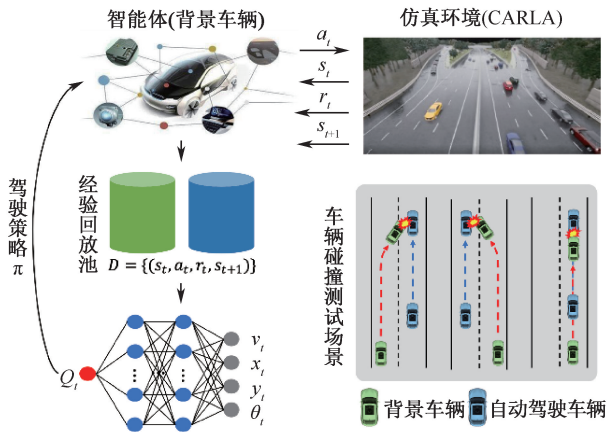 智能体(背景车辆)
仿真环境(CARLA)
a_t
s_t
r_t
s_{t+1}
驾驶策略π
经验回放池
D = {(s_t, a_t, r_t, s_{t+1})}
Q_t
v_t
x_t
y_t
θ_t
车辆碰撞测试场景
背景车辆
自动驾驶车辆